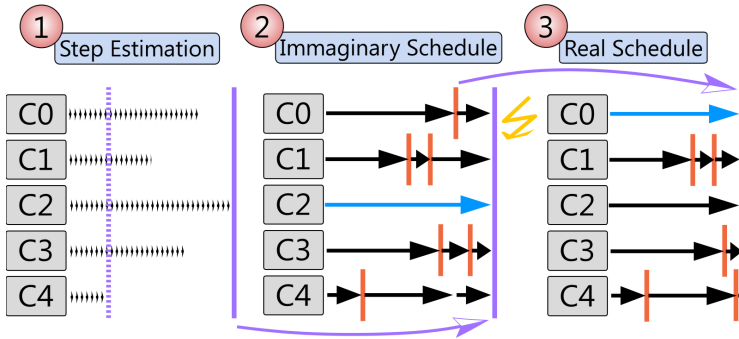 1
Step Estimation
C0
C1
C2
C3
C4
2
Immaginary Schedule
C0
C1
C2
C3
C4
3
Real Schedule
C0
C1
C2
C3
C4